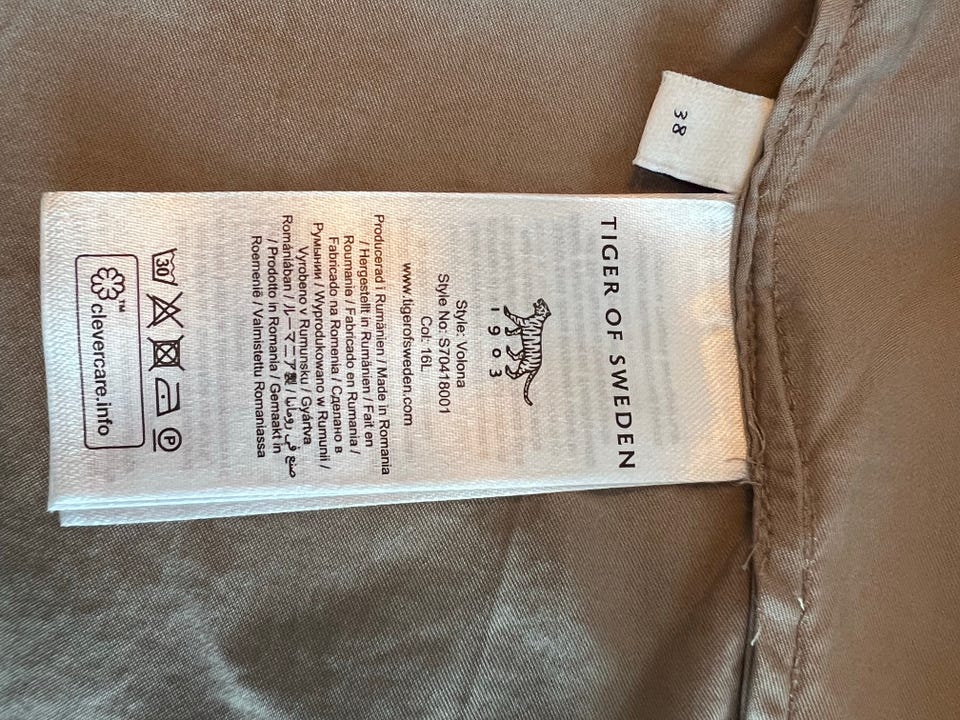 38
TIGER OF SWEDEN
1903
Style: Volona
Style No: S70418001
Col: 16L
www.tigerofsweden.com
Producerad i Rumänien / Made in Romania
/ Hergestellt in Rumänien / Fait en
Roumanie / Fabricado en Rumania /
Fabricado na Romenia / Сделано в
Румынии / Wyprodukowano w Rumunii /
Vyrobeno v Rumunsku / Gyártva
Romániában / ルーマニア製 / صنع في رومانيا
/ Prodotto in Romania / Gemaakt in
Roemenië / Valmistettu Romaniassa
30 P
™ clevercare.info